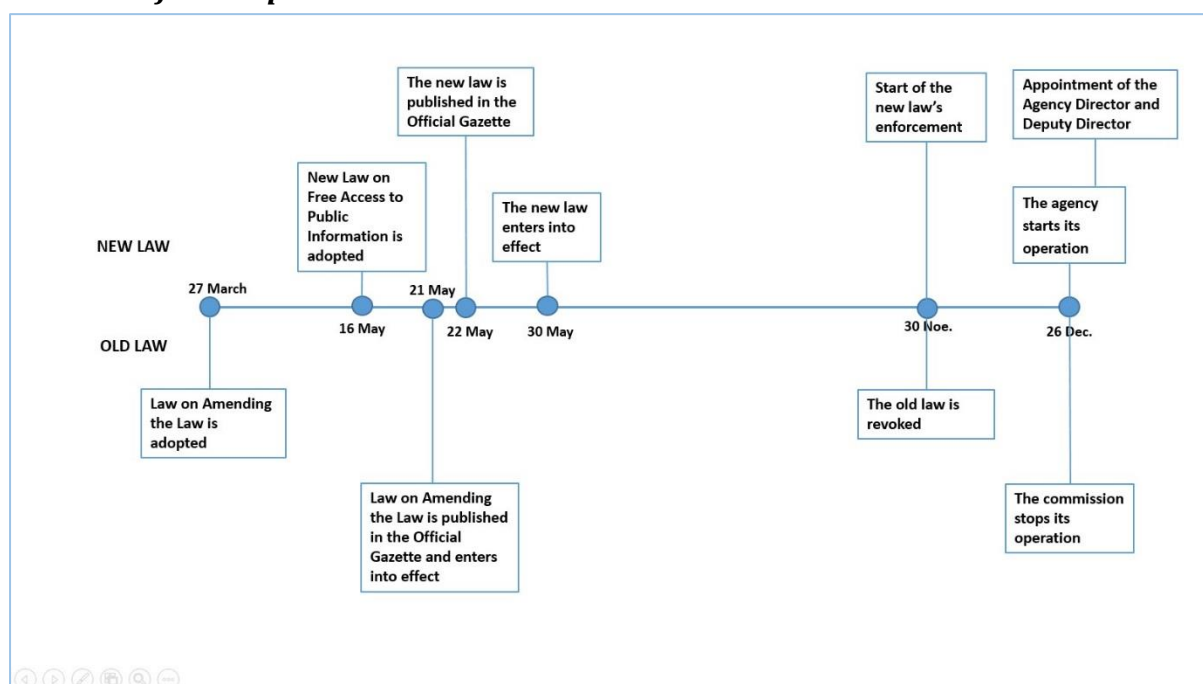 The new law is
published in the
Official Gazette
Start of the
new law's
enforcement
Appointment of the
Agency Director and
Deputy Director
New Law on
Free Access to
Public
Information is
adopted
The new law
enters into
effect
The agency
starts its
operation
NEW LAW
27 March
21 May
16 May
22 May
30 May
30 Noe.
26 Dec.
OLD LAW
Law on Amending
the Law is
adopted
The old law is
revoked
Law on Amending
the Law is published
in the Official
Gazette and enters
into effect
The commission
stops its
operation